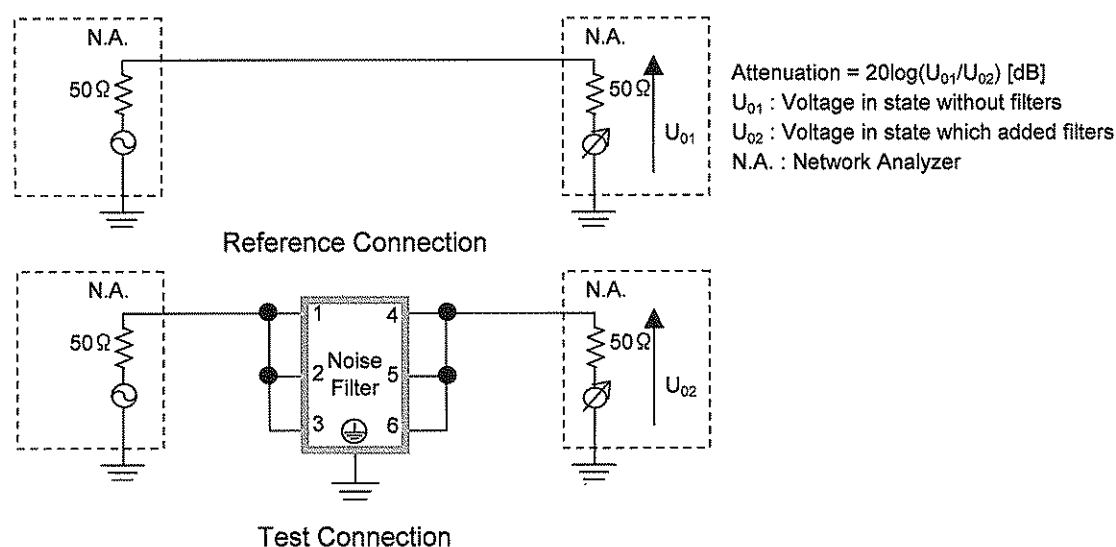 N.A.
50Ω
N.A.
50Ω
U01
Attenuation = 20log(U01/U02) [dB]
U01 : Voltage in state without filters
U02 : Voltage in state which added filters
N.A. : Network Analyzer
Reference Connection
N.A.
50Ω
1 4
2 Noise 5
Filter
3 6
N.A.
50Ω
U02
Test Connection